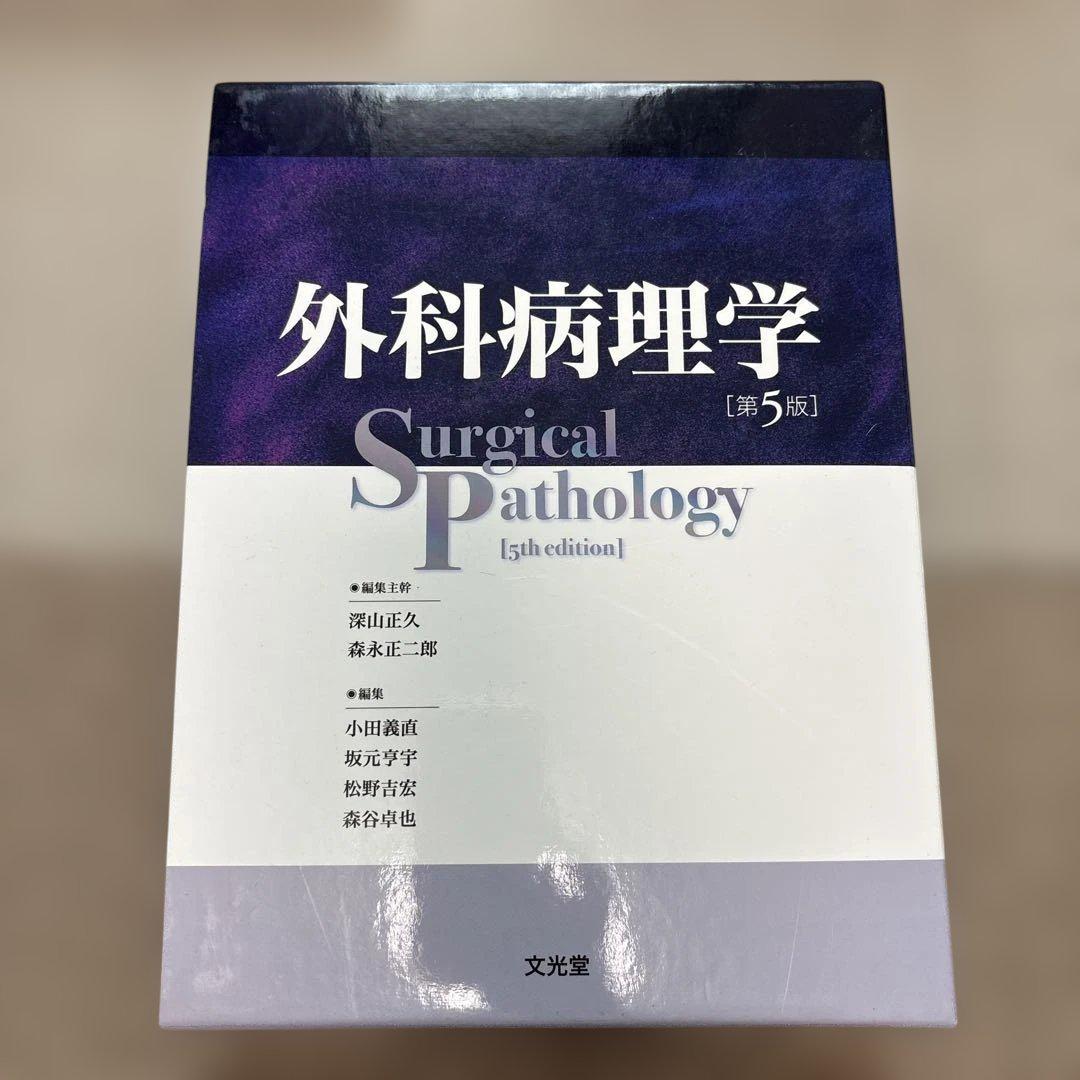 外科病理学
[第5版]
Surgical
Pathology
[5th edition]
◉編集主幹
深山正久
森永正二郎
◉編集
小田義直
坂元亨宇
松野吉宏
森谷卓也
文光堂